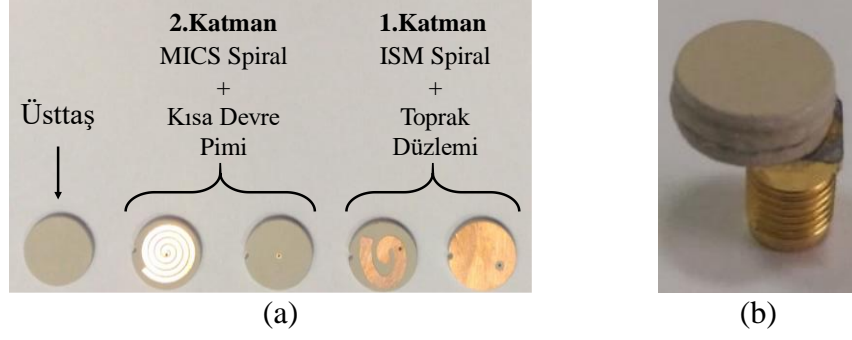 2.Katman
MICS Spiral
+
Kısa Devre
Pimi
1.Katman
ISM Spiral
+
Toprak
Düzlemi
Üsttaş
(a)
(b)